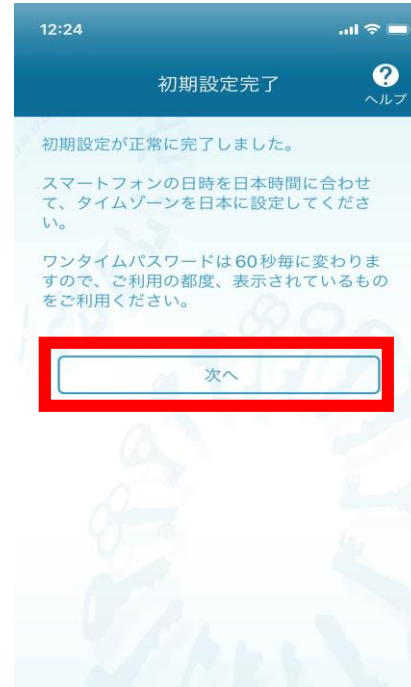 12:24
初期設定完了
?
ヘルプ
初期設定が正常に完了しました。
スマートフォンの日時を日本時間に合わせ
て、タイムゾーンを日本に設定してくださ
い。
ワンタイムパスワードは60秒毎に変わりま
すので、ご利用の都度、表示されているもの
をご利用ください。
次へ